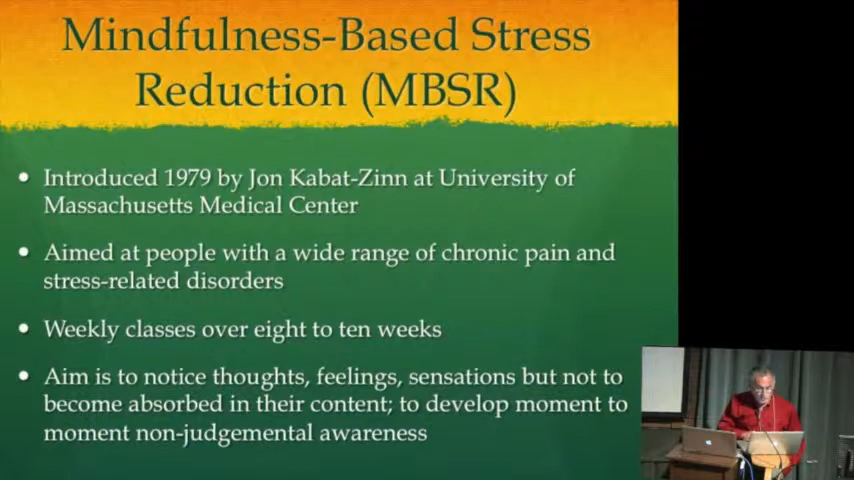 Mindfulness-Based Stress
Reduction (MBSR)
• Introduced 1979 by Jon Kabat-Zinn at University of
Massachusetts Medical Center
• Aimed at people with a wide range of chronic pain and
stress-related disorders
• Weekly classes over eight to ten weeks
• Aim is to notice thoughts, feelings, sensations but not to
become absorbed in their content; to develop moment to
moment non-judgemental awareness